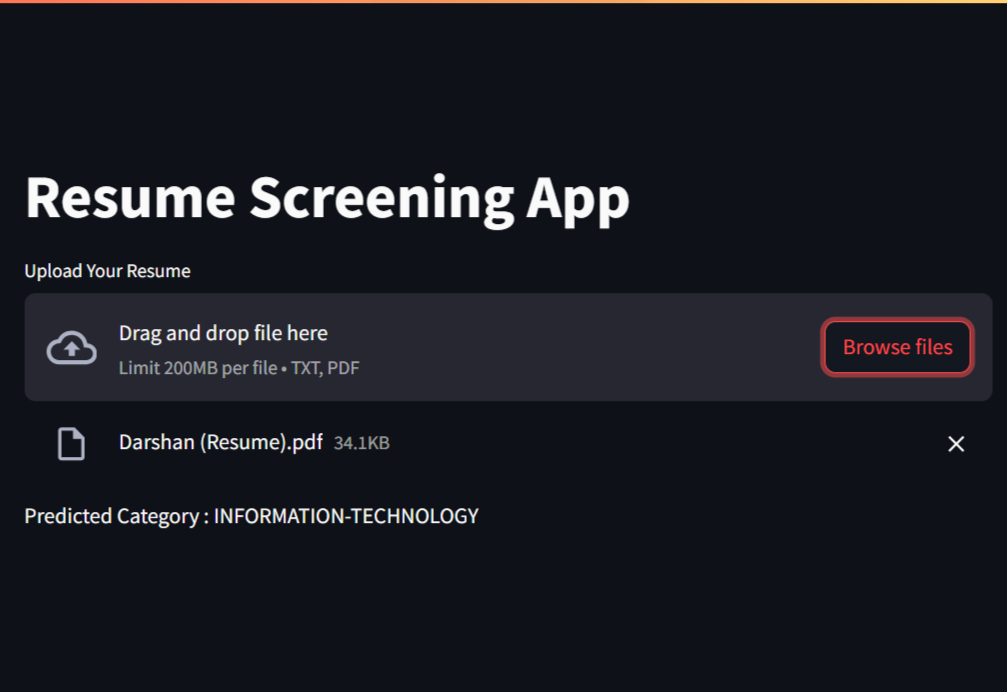 Resume Screening App
Upload Your Resume
Drag and drop file here
Limit 200MB per file • TXT, PDF
Browse files
Darshan (Resume).pdf 34.1KB
Predicted Category : INFORMATION-TECHNOLOGY